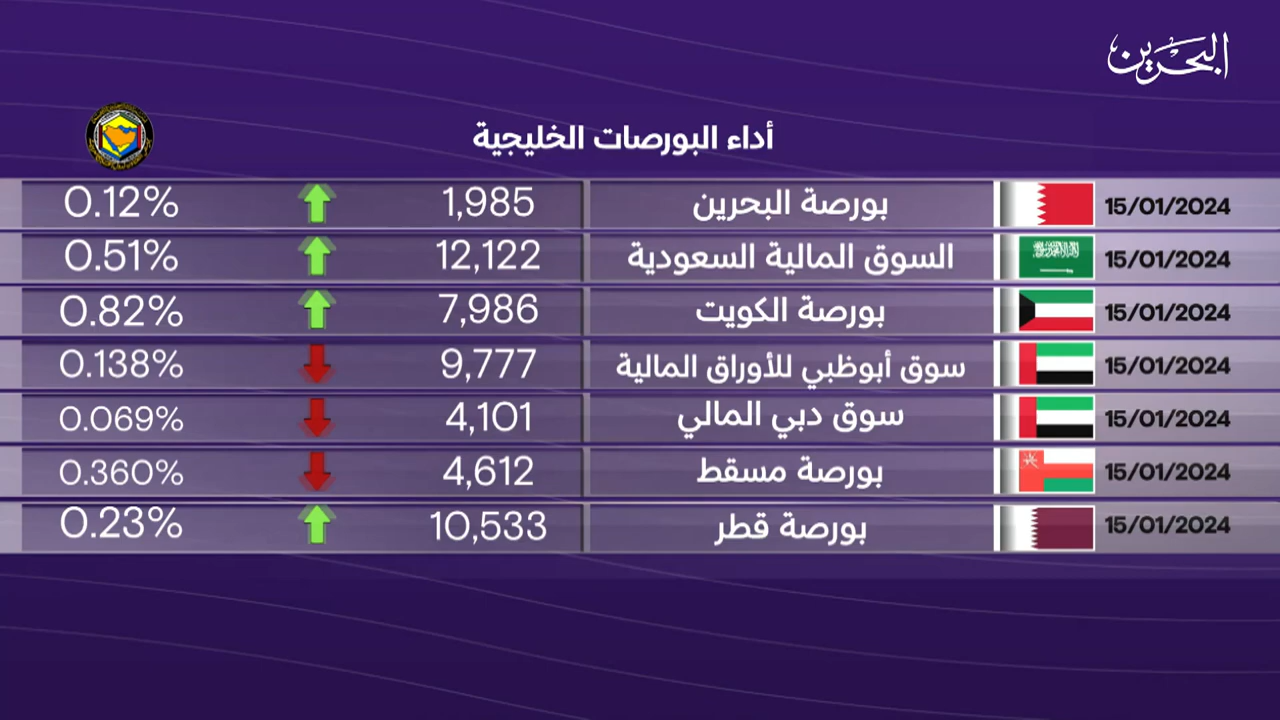 البحرين
أداء البورصات الخليجية
15/01/2024 بورصة البحرين 1,985 0.12%
15/01/2024 السوق المالية السعودية 12,122 0.51%
15/01/2024 بورصة الكويت 7,986 0.82%
15/01/2024 سوق أبوظبي للأوراق المالية 9,777 0.138%
15/01/2024 سوق دبي المالي 4,101 0.069%
15/01/2024 بورصة مسقط 4,612 0.360%
15/01/2024 بورصة قطر 10,533 0.23%